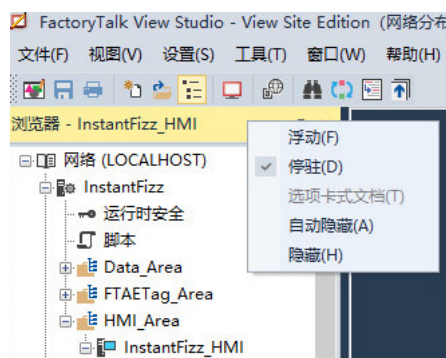 FactoryTalk View Studio - View Site Edition (网络分布
文件(F) 视图(V) 设置(S) 工具(T) 窗口(W) 帮助(H)
浏览器 - InstantFizz_HMI
浮动(F)
停驻(D)
选项卡式文档(T)
自动隐藏(A)
隐藏(H)
网络 (LOCALHOST)
InstantFizz
运行时安全
脚本
Data_Area
FTAETag_Area
HMI_Area
InstantFizz_HMI